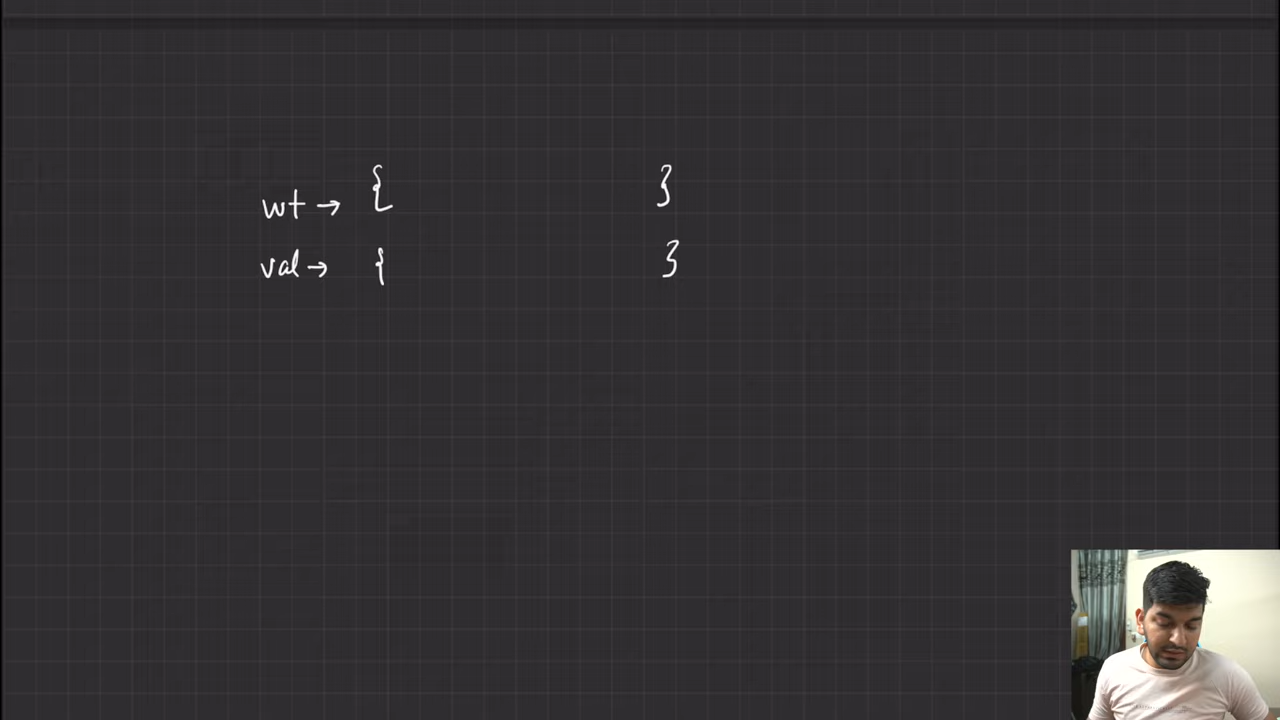 wt → { }
val → { }